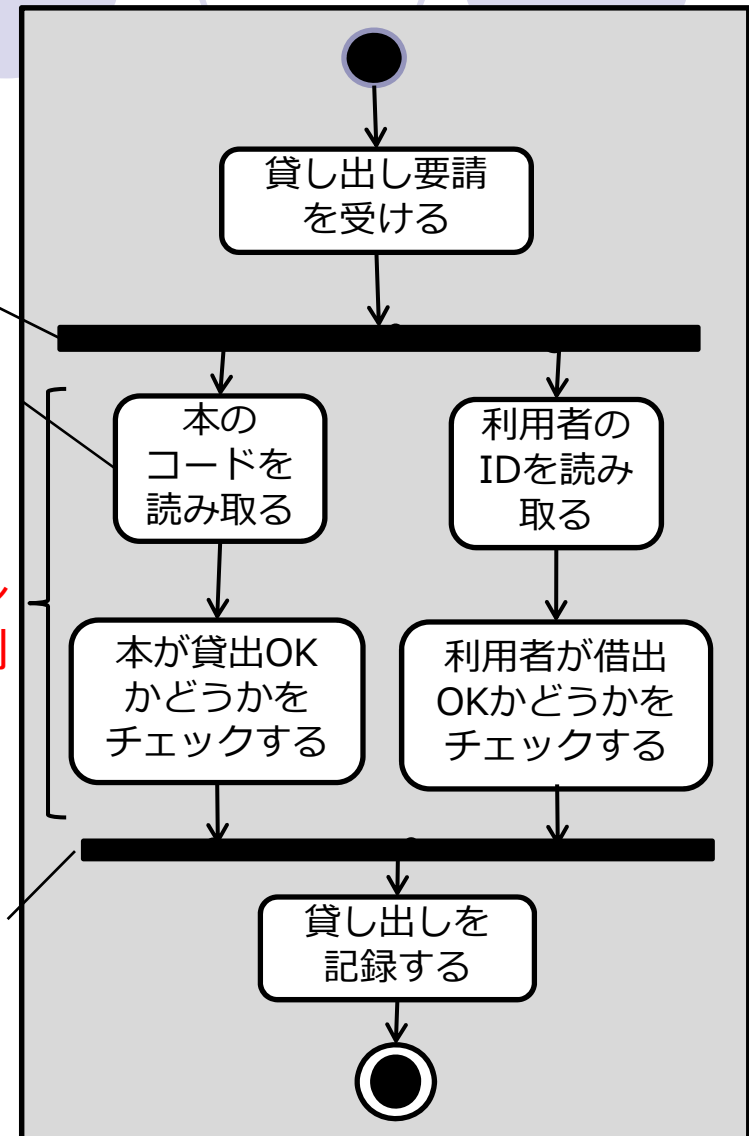 貸し出し要請
を受ける
本の
コードを
読み取る
利用者の
IDを読み
取る
本が貸出OK
かどうかを
チェックする
利用者が借出
OKかどうかを
チェックする
貸し出しを
記録する